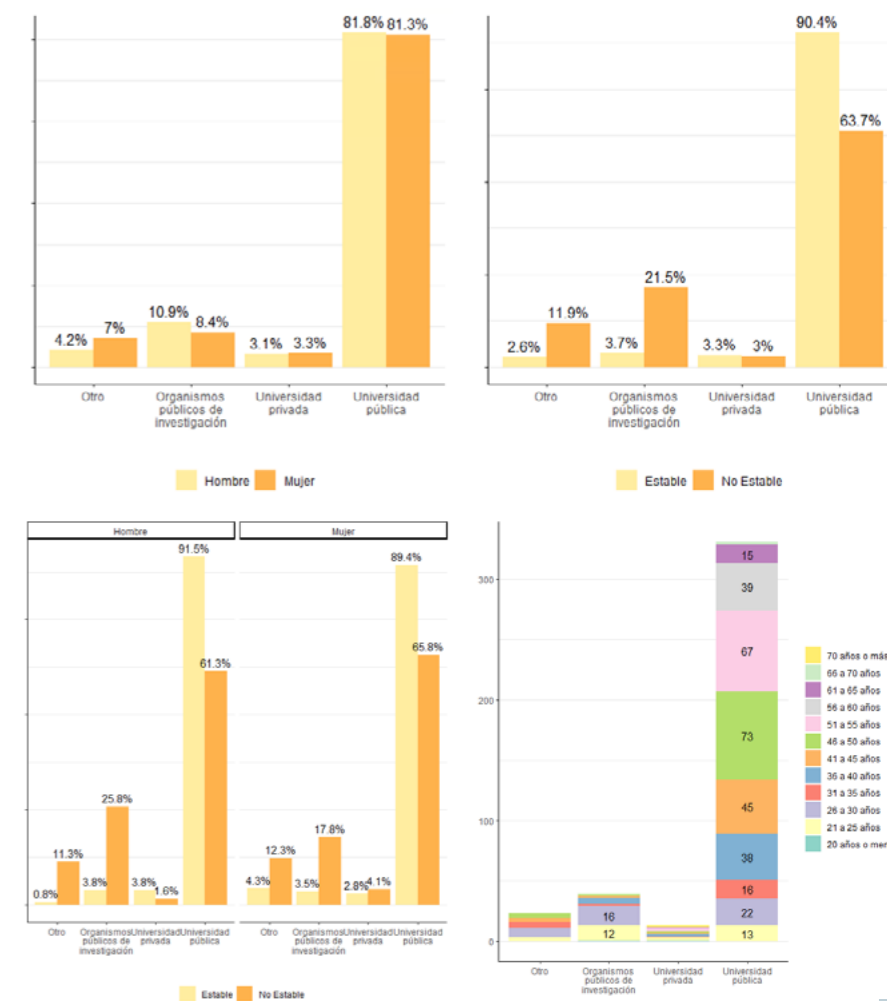 81.8% 81.3%
10.9%
8.4%
7%
4.2%
3.1% 3.3%
Otro
Organismos públicos de investigación
Universidad privada
Universidad pública
Hombre Mujer
90.4%
63.7%
21.5%
11.9%
2.6%
3.7%
3.3% 3%
Otro
Organismos públicos de investigación
Universidad privada
Universidad pública
Estable No Estable
Hombre
Mujer
91.5%
61.3%
25.8%
11.3%
0.8%
3.8%
3.8%
1.6%
89.4%
65.8%
17.8%
12.3%
4.3%
3.5%
2.8%
4.1%
Otro
Organismos públicos de investigación
Universidad privada
Universidad pública
Otro
Organismos públicos de investigación
Universidad privada
Universidad pública
Estable No Estable
300
200
100
0
16
12
15
39
67
73
45
38
16
22
13
Otro
Organismos públicos de investigación
Universidad privada
Universidad pública
70 años o más
66 a 70 años
61 a 65 años
56 a 60 años
51 a 55 años
46 a 50 años
41 a 45 años
36 a 40 años
31 a 35 años
26 a 30 años
21 a 25 años
20 años o mer